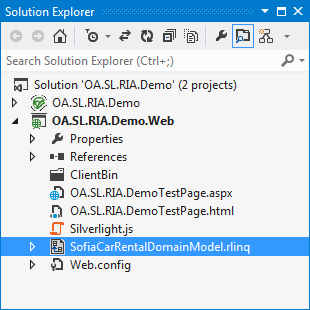 Solution Explorer
Search Solution Explorer (Ctrl+;)
Solution 'OA.SL.RIA.Demo' (2 projects)
OA.SL.RIA.Demo
OA.SL.RIA.Demo.Web
Properties
References
ClientBin
OA.SL.RIA.DemoTestPage.aspx
OA.SL.RIA.DemoTestPage.html
Silverlight.js
SofiaCarRentalDomainModel.rlinq
Web.config